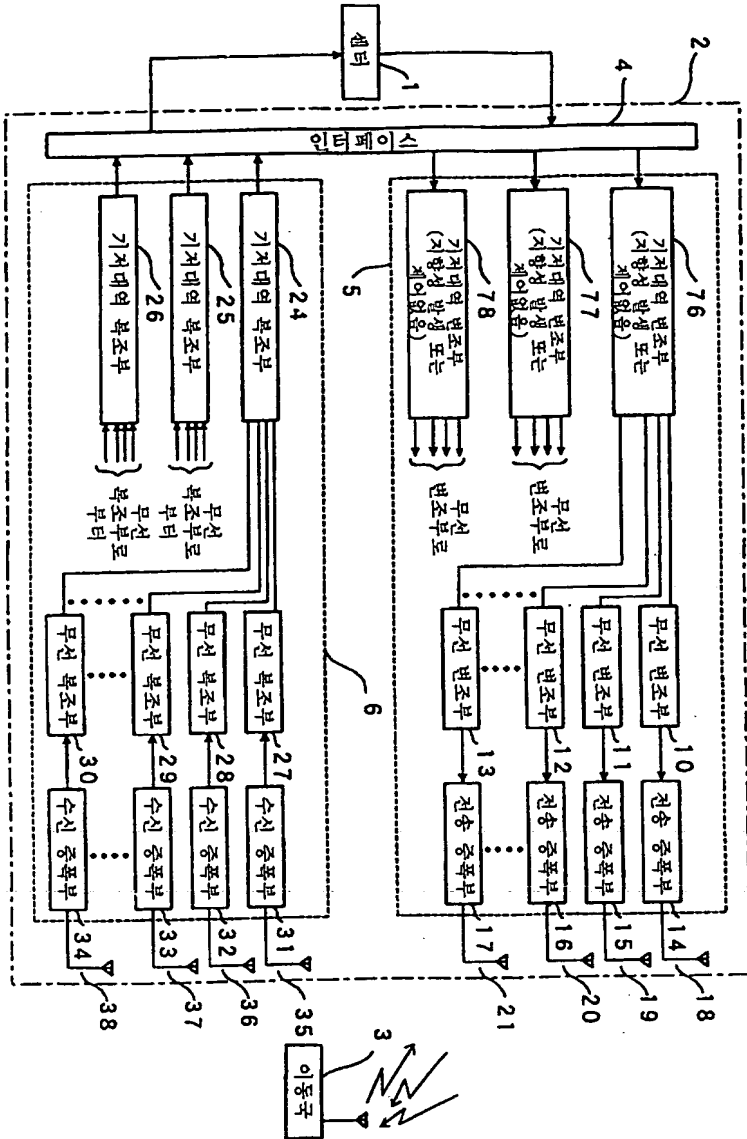 2
센터
1
4
인터페이스
기저대역 변조부
(지향성 발생 또는
제어없음)
76
기저대역 변조부
(지향성 발생 또는
제어없음)
77
기저대역 변조부
(지향성 발생 또는
제어없음)
78
5
무선
변조부로
무선
변조부로
무선 변조부
10
무선 변조부
11
무선 변조부
12
무선 변조부
13
전송 증폭부
14
전송 증폭부
15
전송 증폭부
16
전송 증폭부
17
18
19
20
21
기저대역 복조부
24
기저대역 복조부
25
기저대역 복조부
26
무선
복조부로
부터
무선
복조부로
부터
6
무선 복조부
27
무선 복조부
28
무선 복조부
29
무선 복조부
30
수신 증폭부
31
수신 증폭부
32
수신 증폭부
33
수신 증폭부
34
35
36
37
38
3
이동국